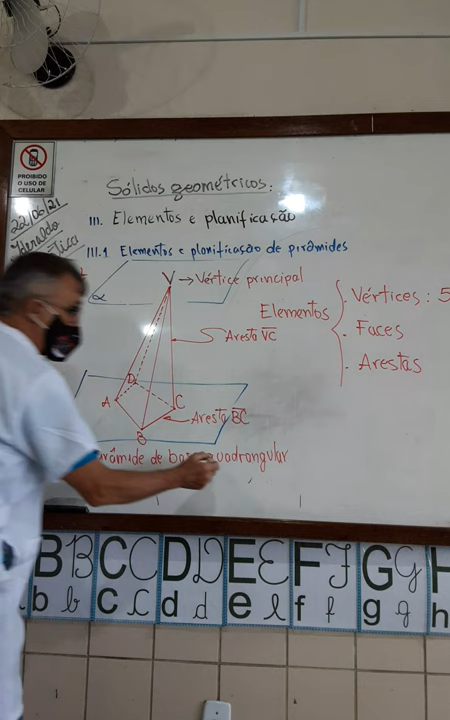 PROIBIDO
O USO DE
CELULAR
22/06/21
Sólidos geométricos:
III. Elementos e planificação
III.1 Elementos e planificação de pirâmides
α
V → Vértice principal
Elementos
. Vértices: 5
. Faces
. Arestas
Aresta VC
D
A
C
B
Aresta BC
râmide de base quadrangular
B B C C D D E E F F G G H
b b c c d d e e f f g g h